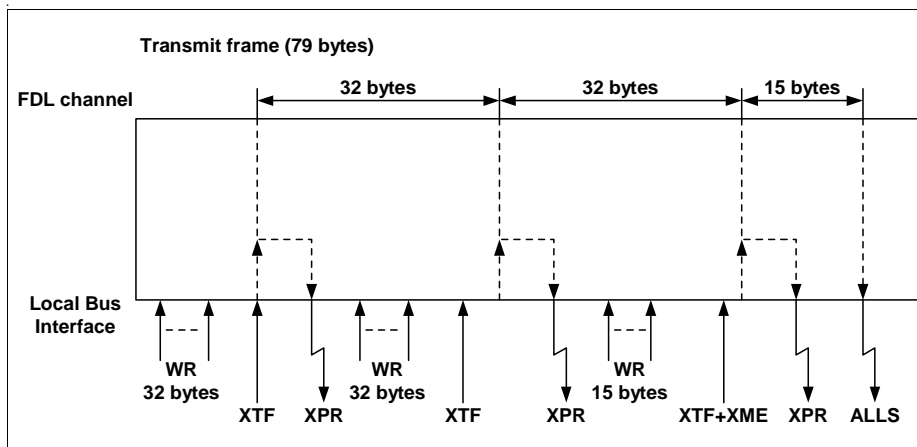 Transmit frame (79 bytes)
32 bytes
32 bytes
15 bytes
FDL channel
Local Bus
Interface
WR
32 bytes
WR
32 bytes
WR
15 bytes
XTF
XPR
XTF
XPR
XTF+XME
XPR
ALLS